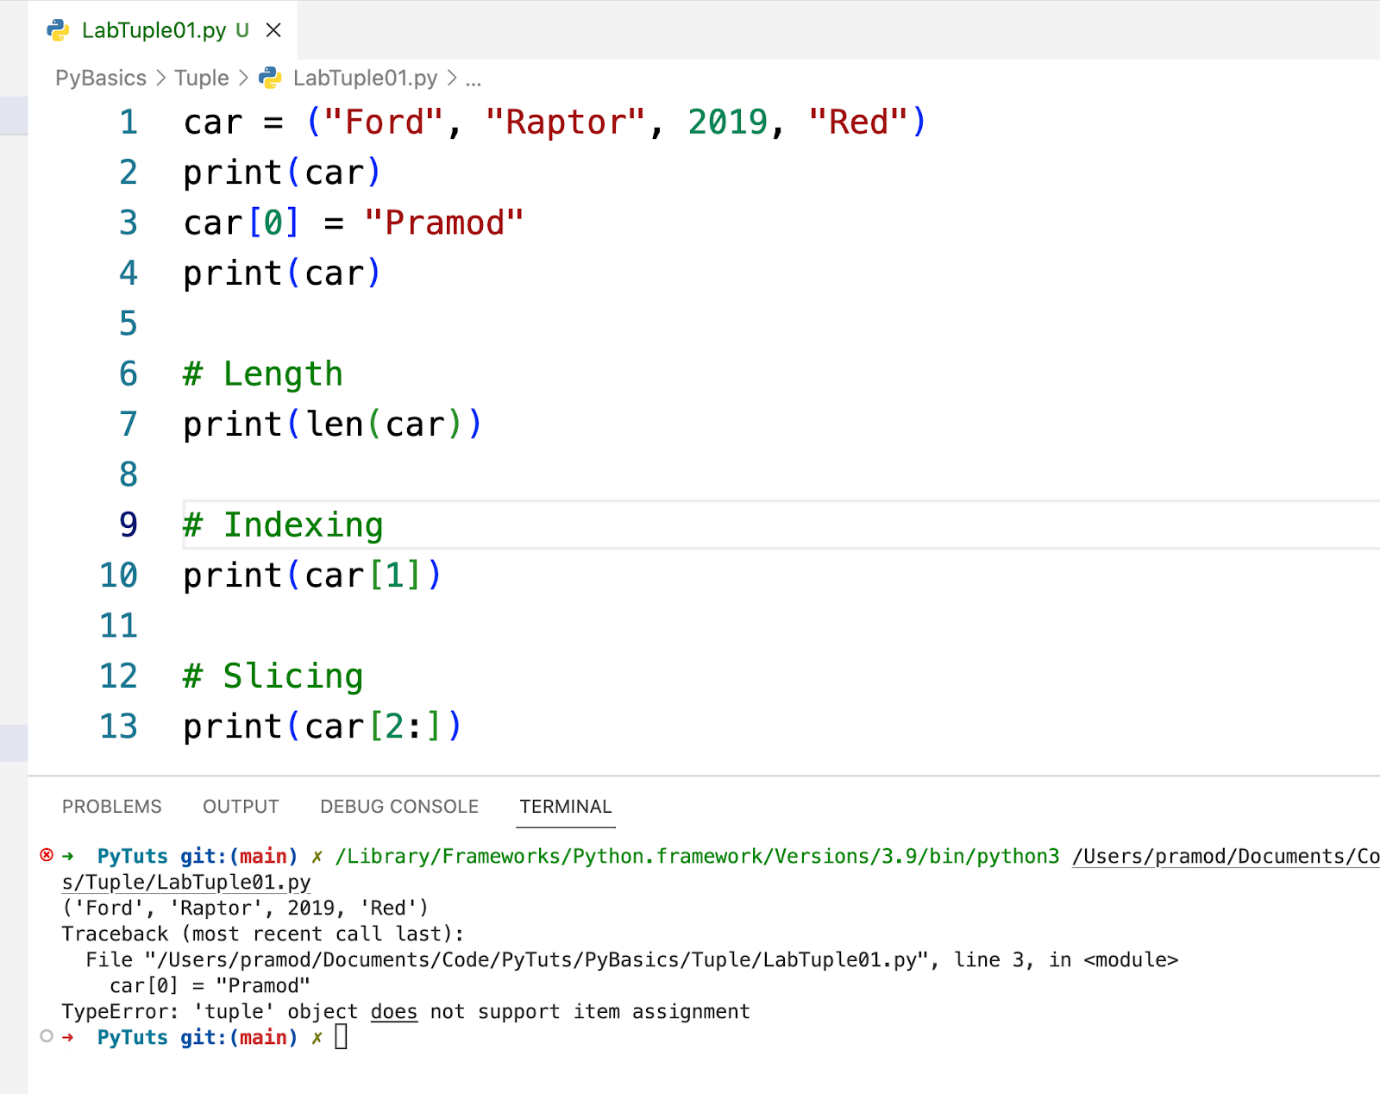 LabTuple01.py U ×
PyBasics > Tuple > LabTuple01.py > ...
1 car = ("Ford", "Raptor", 2019, "Red")
2 print(car)
3 car[0] = "Pramod"
4 print(car)
5
6 # Length
7 print(len(car))
8
9 # Indexing
10 print(car[1])
11
12 # Slicing
13 print(car[2:])
PROBLEMS OUTPUT DEBUG CONSOLE TERMINAL
→ PyTuts git:(main) ✗ /Library/Frameworks/Python.framework/Versions/3.9/bin/python3 /Users/pramod/Documents/Co
s/Tuple/LabTuple01.py
('Ford', 'Raptor', 2019, 'Red')
Traceback (most recent call last):
  File "/Users/pramod/Documents/Code/PyTuts/PyBasics/Tuple/LabTuple01.py", line 3, in <module>
    car[0] = "Pramod"
TypeError: 'tuple' object does not support item assignment
→ PyTuts git:(main) ✗